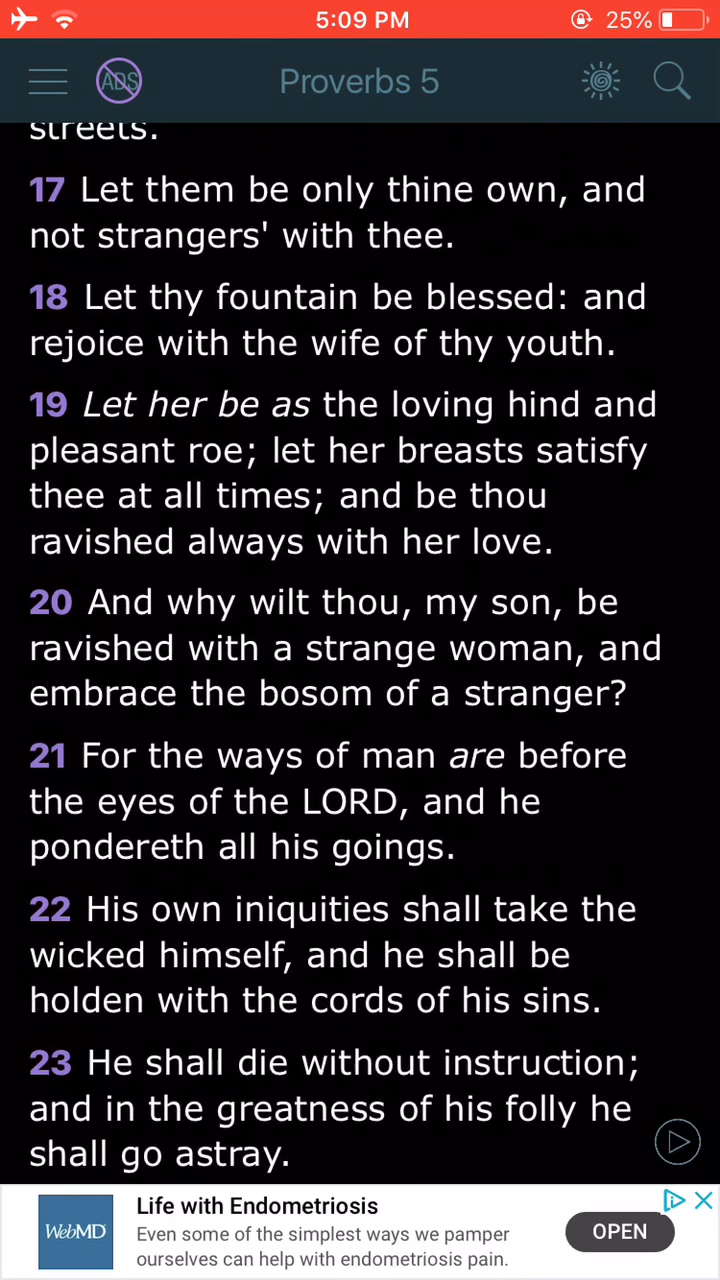 5:09 PM
25%
ADS
Proverbs 5
streets.
17 Let them be only thine own, and
not strangers' with thee.
18 Let thy fountain be blessed: and
rejoice with the wife of thy youth.
19 Let her be as the loving hind and
pleasant roe; let her breasts satisfy
thee at all times; and be thou
ravished always with her love.
20 And why wilt thou, my son, be
ravished with a strange woman, and
embrace the bosom of a stranger?
21 For the ways of man are before
the eyes of the LORD, and he
pondereth all his goings.
22 His own iniquities shall take the
wicked himself, and he shall be
holden with the cords of his sins.
23 He shall die without instruction;
and in the greatness of his folly he
shall go astray.
WebMD
Life with Endometriosis
Even some of the simplest ways we pamper
ourselves can help with endometriosis pain.
OPEN